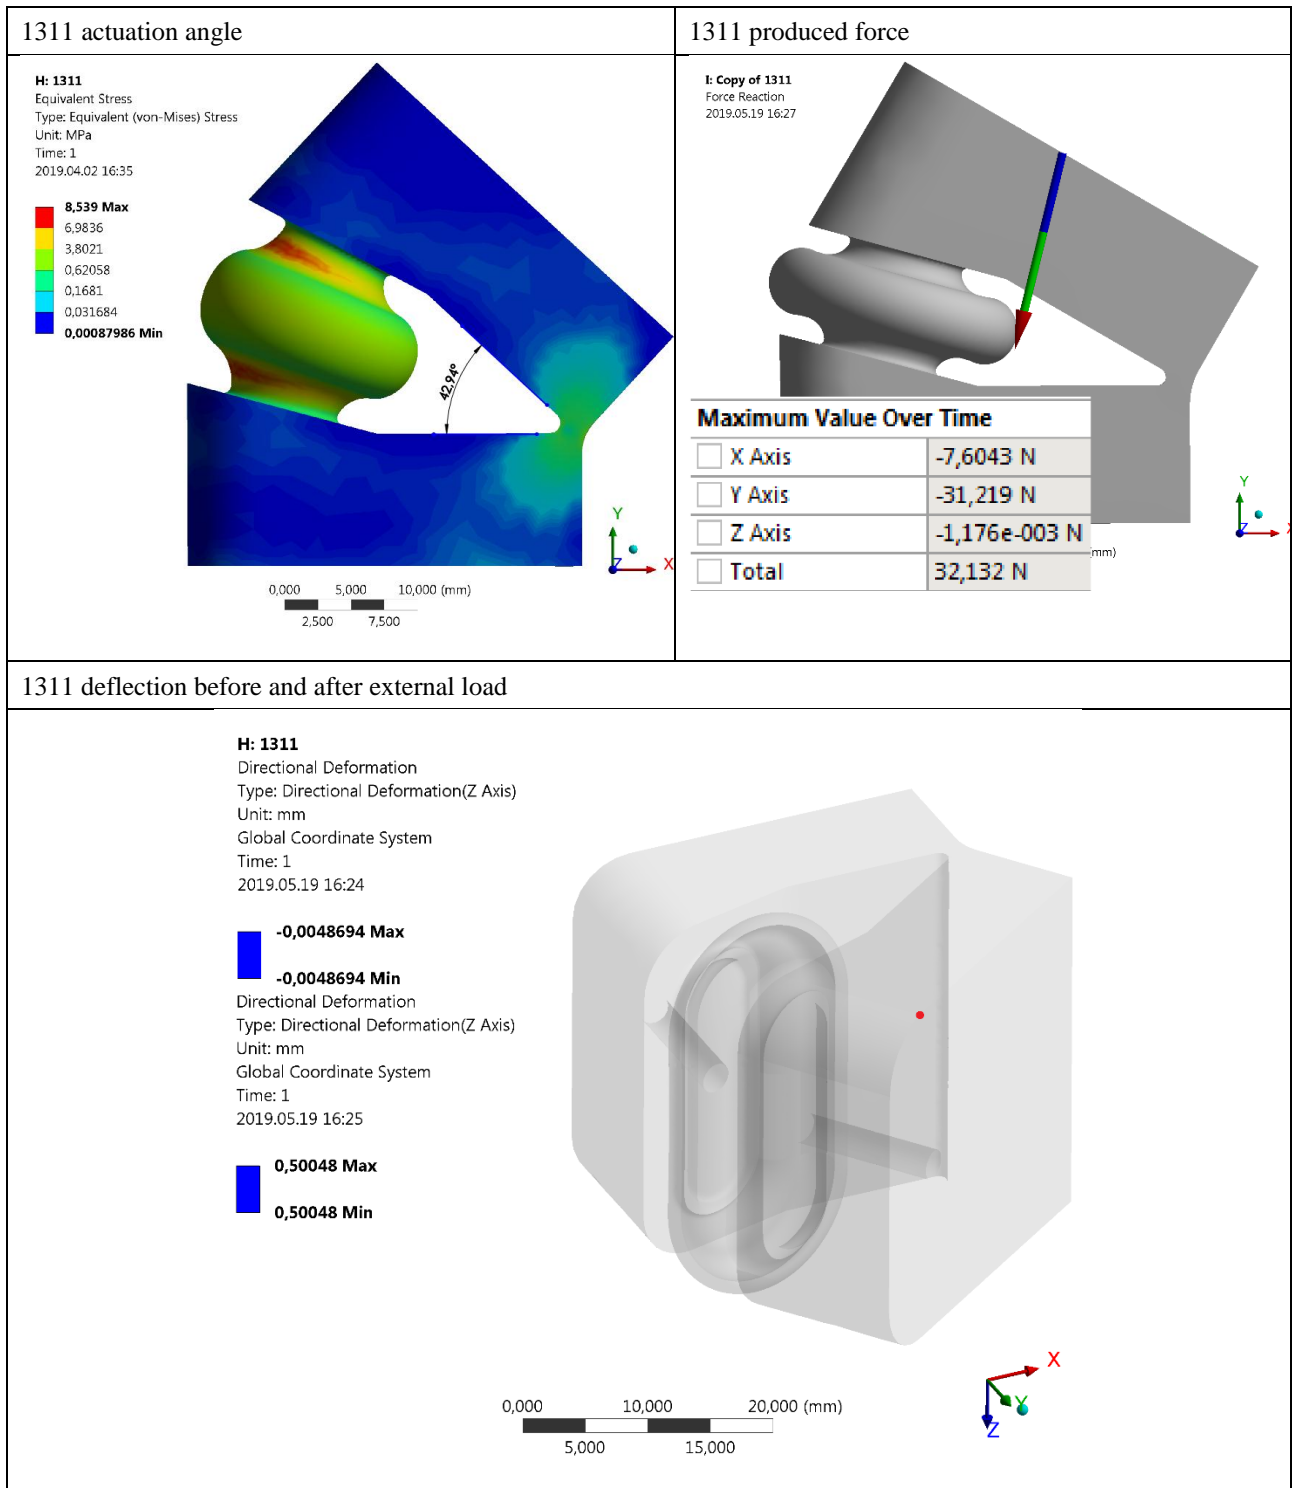 1311 actuation angle
H: 1311
Equivalent Stress
Type: Equivalent (von-Mises) Stress
Unit: MPa
Time: 1
2019.04.02 16:35
8,539 Max
6,9836
3,8021
0,62058
0,1681
0,031684
0,00087986 Min
42,94°
Y
Z
X
0,000 5,000 10,000 (mm)
2,500 7,500
1311 produced force
I: Copy of 1311
Force Reaction
2019.05.19 16:27
Maximum Value Over Time
X Axis -7,6043 N
Y Axis -31,219 N
Z Axis -1,176e-003 N
Total 32,132 N
(mm)
Y
Z
X
1311 deflection before and after external load
H: 1311
Directional Deformation
Type: Directional Deformation(Z Axis)
Unit: mm
Global Coordinate System
Time: 1
2019.05.19 16:24
-0,0048694 Max
-0,0048694 Min
Directional Deformation
Type: Directional Deformation(Z Axis)
Unit: mm
Global Coordinate System
Time: 1
2019.05.19 16:25
0,50048 Max
0,50048 Min
X
Y
Z
0,000 10,000 20,000 (mm)
5,000 15,000